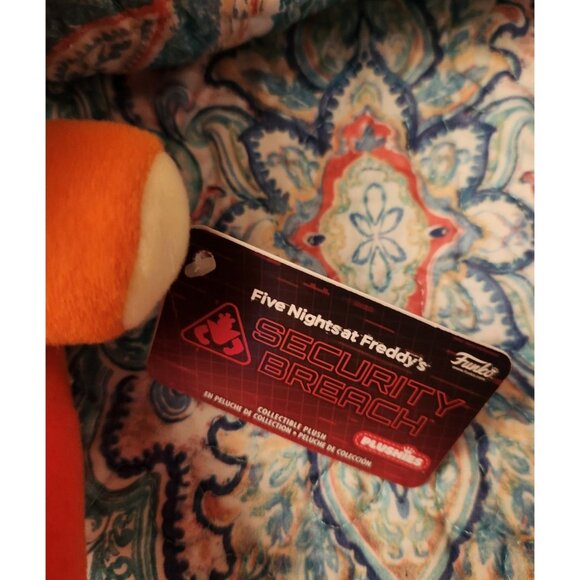 Five Nights at Freddy's
SECURITY
BREACH
Funko
COLLECTIBLE PLUSH
EN PELUCHE DE COLLECTION • PELUCHE DE COLECCIÓN
PLUSHIES